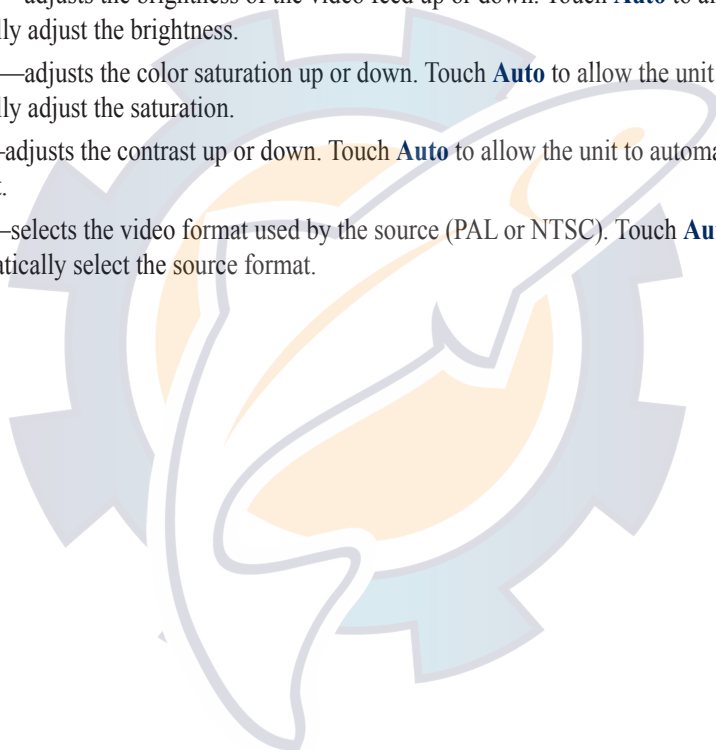 adjusts the brightness of the video feed up or down. Touch Auto to
lly adjust the brightness.
—adjusts the color saturation up or down. Touch Auto to allow the unit
lly adjust the saturation.
–adjusts the contrast up or down. Touch Auto to allow the unit to automa
t.
–selects the video format used by the source (PAL or NTSC). Touch Au
atically select the source format.